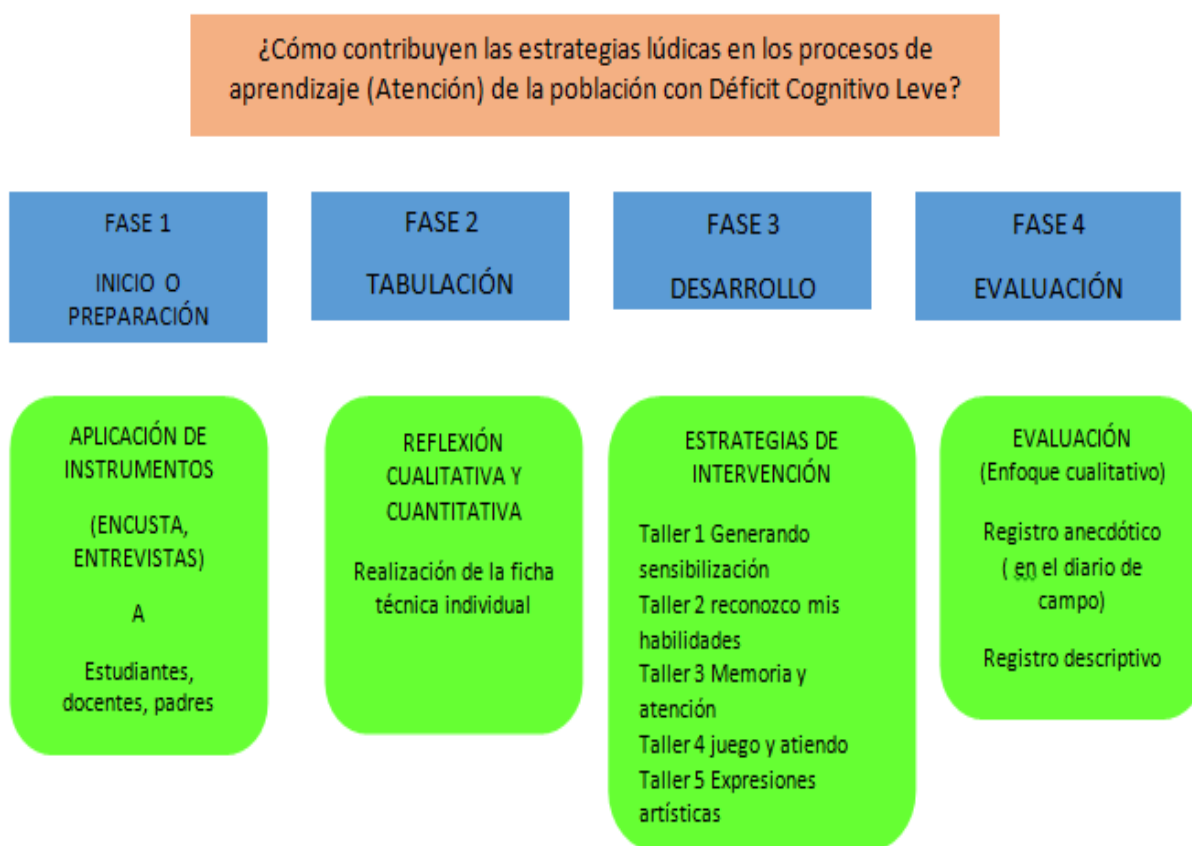 ¿Cómo contribuyen las estrategias lúdicas en los procesos de
aprendizaje (Atención) de la población con Déficit Cognitivo Leve?
FASE 1
INICIO O
PREPARACIÓN
FASE 2
TABULACIÓN
FASE 3
DESARROLLO
FASE 4
EVALUACIÓN
APLICACIÓN DE
INSTRUMENTOS
(ENCUSTA,
ENTREVISTAS)
A
Estudiantes,
docentes, padres
REFLEXIÓN
CUALITATIVA Y
CUANTITATIVA
Realización de la ficha
técnica individual
ESTRATEGIAS DE
INTERVENCIÓN
Taller 1 Generando
sensibilización
Taller 2 reconozco mis
habilidades
Taller 3 Memoria y
atención
Taller 4 juego y atiendo
Taller 5 Expresiones
artísticas
EVALUACIÓN
(Enfoque cualitativo)
Registro anecdótico
( en el diario de
campo)
Registro descriptivo